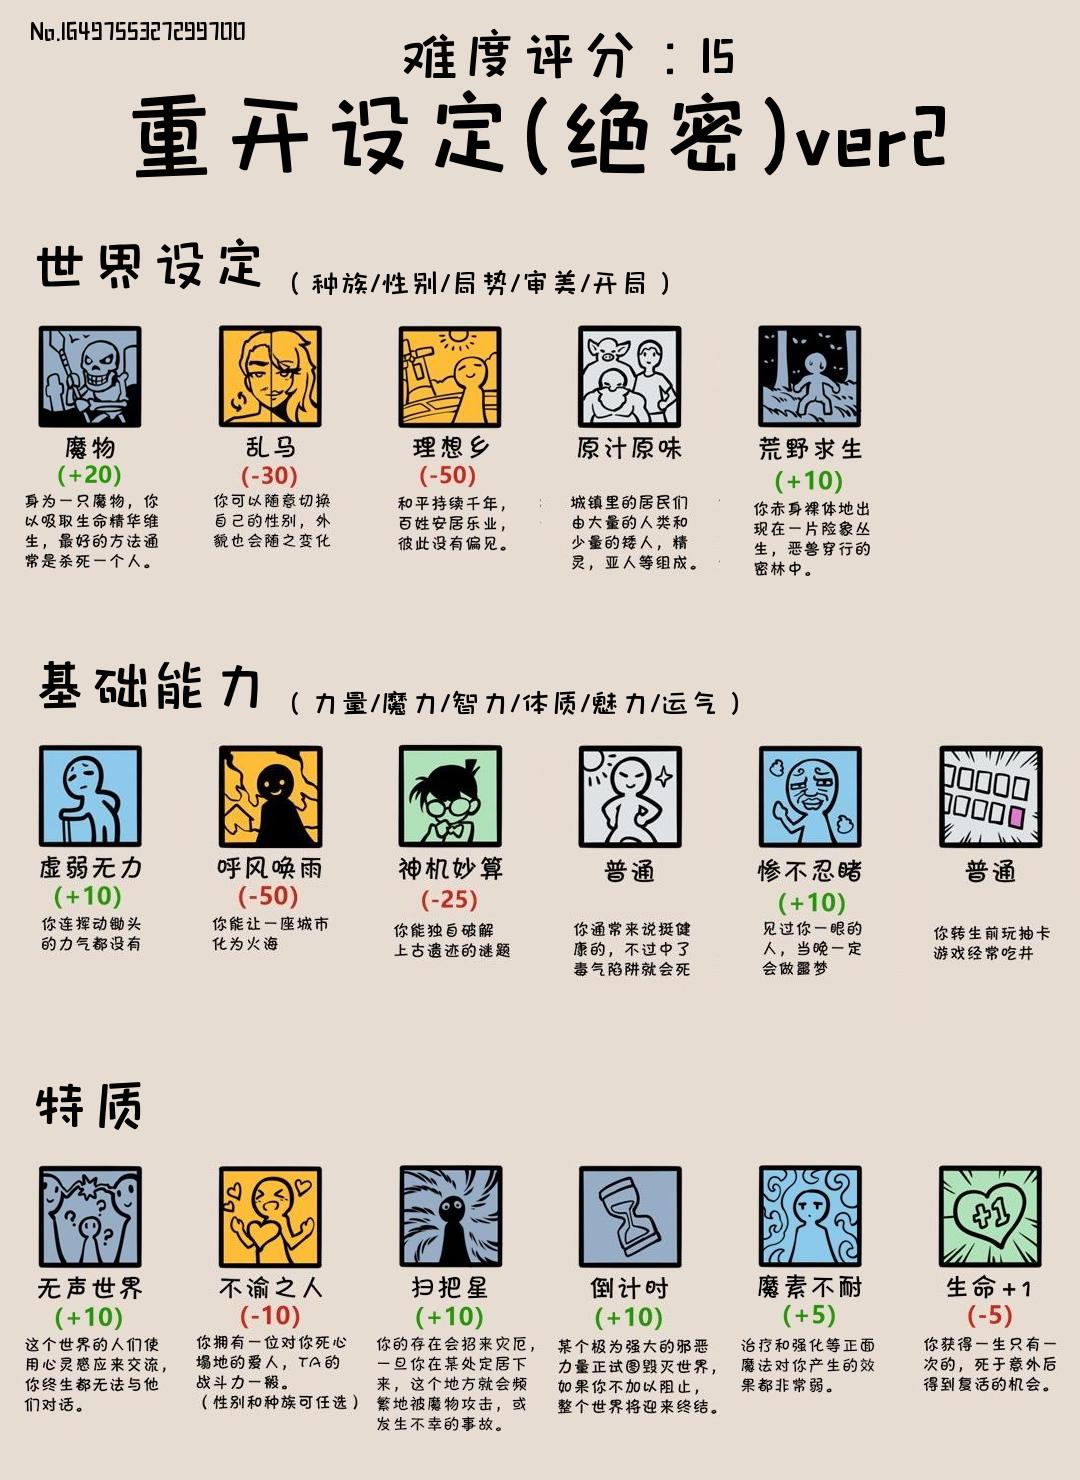 No.1649755327299700
难度评分：15
重开设定(绝密)ver2
世界设定（种族/性别/局势/审美/开局）
魔物
(+20)
身为一只魔物，你
以吸取生命精华维
生，最好的方法通
常是杀死一个人。
乱马
(-30)
你可以随意切换
自己的性别，外
貌也会随之变化
理想乡
(-50)
和平持续千年，
百姓安居乐业，
彼此没有偏见。
原汁原味
城镇里的居民们
由大量的人类和
少量的矮人，精
灵，亚人等组成。
荒野求生
(+10)
你赤身裸体地出
现在一片险象丛
生，恶兽穿行的
密林中。
基础能力（力量/魔力/智力/体质/魅力/运气）
虚弱无力
(+10)
你连挥动锄头
的力气都没有
呼风唤雨
(-50)
你能让一座城市
化为火海
神机妙算
(-25)
你能独自破解
上古遗迹的谜题
普通
你通常来说挺健
康的，不过中了
毒气陷阱就会死
惨不忍睹
(+10)
见过你一眼的
人，当晚一定
会做噩梦
普通
你转生前玩抽卡
游戏经常吃井
特质
无声世界
(+10)
这个世界的人们使
用心灵感应来交流，
你终生都无法与他
们对话。
不渝之人
(-10)
你拥有一位对你死心
塌地的爱人，TA的
战斗力一般。
（性别和种族可任选）
扫把星
(+10)
你的存在会招来灾厄，
一旦你在某处定居下
来，这个地方就会频
繁地被魔物攻击，或
发生不幸的事故。
倒计时
(+10)
某个极为强大的邪恶
力量正试图毁灭世界，
如果你不加以阻止，
整个世界将迎来终结。
魔素不耐
(+5)
治疗和强化等正面
魔法对你产生的效
果都非常弱。
+1
生命+1
(-5)
你获得一生只有一
次的，死于意外后
得到复活的机会。